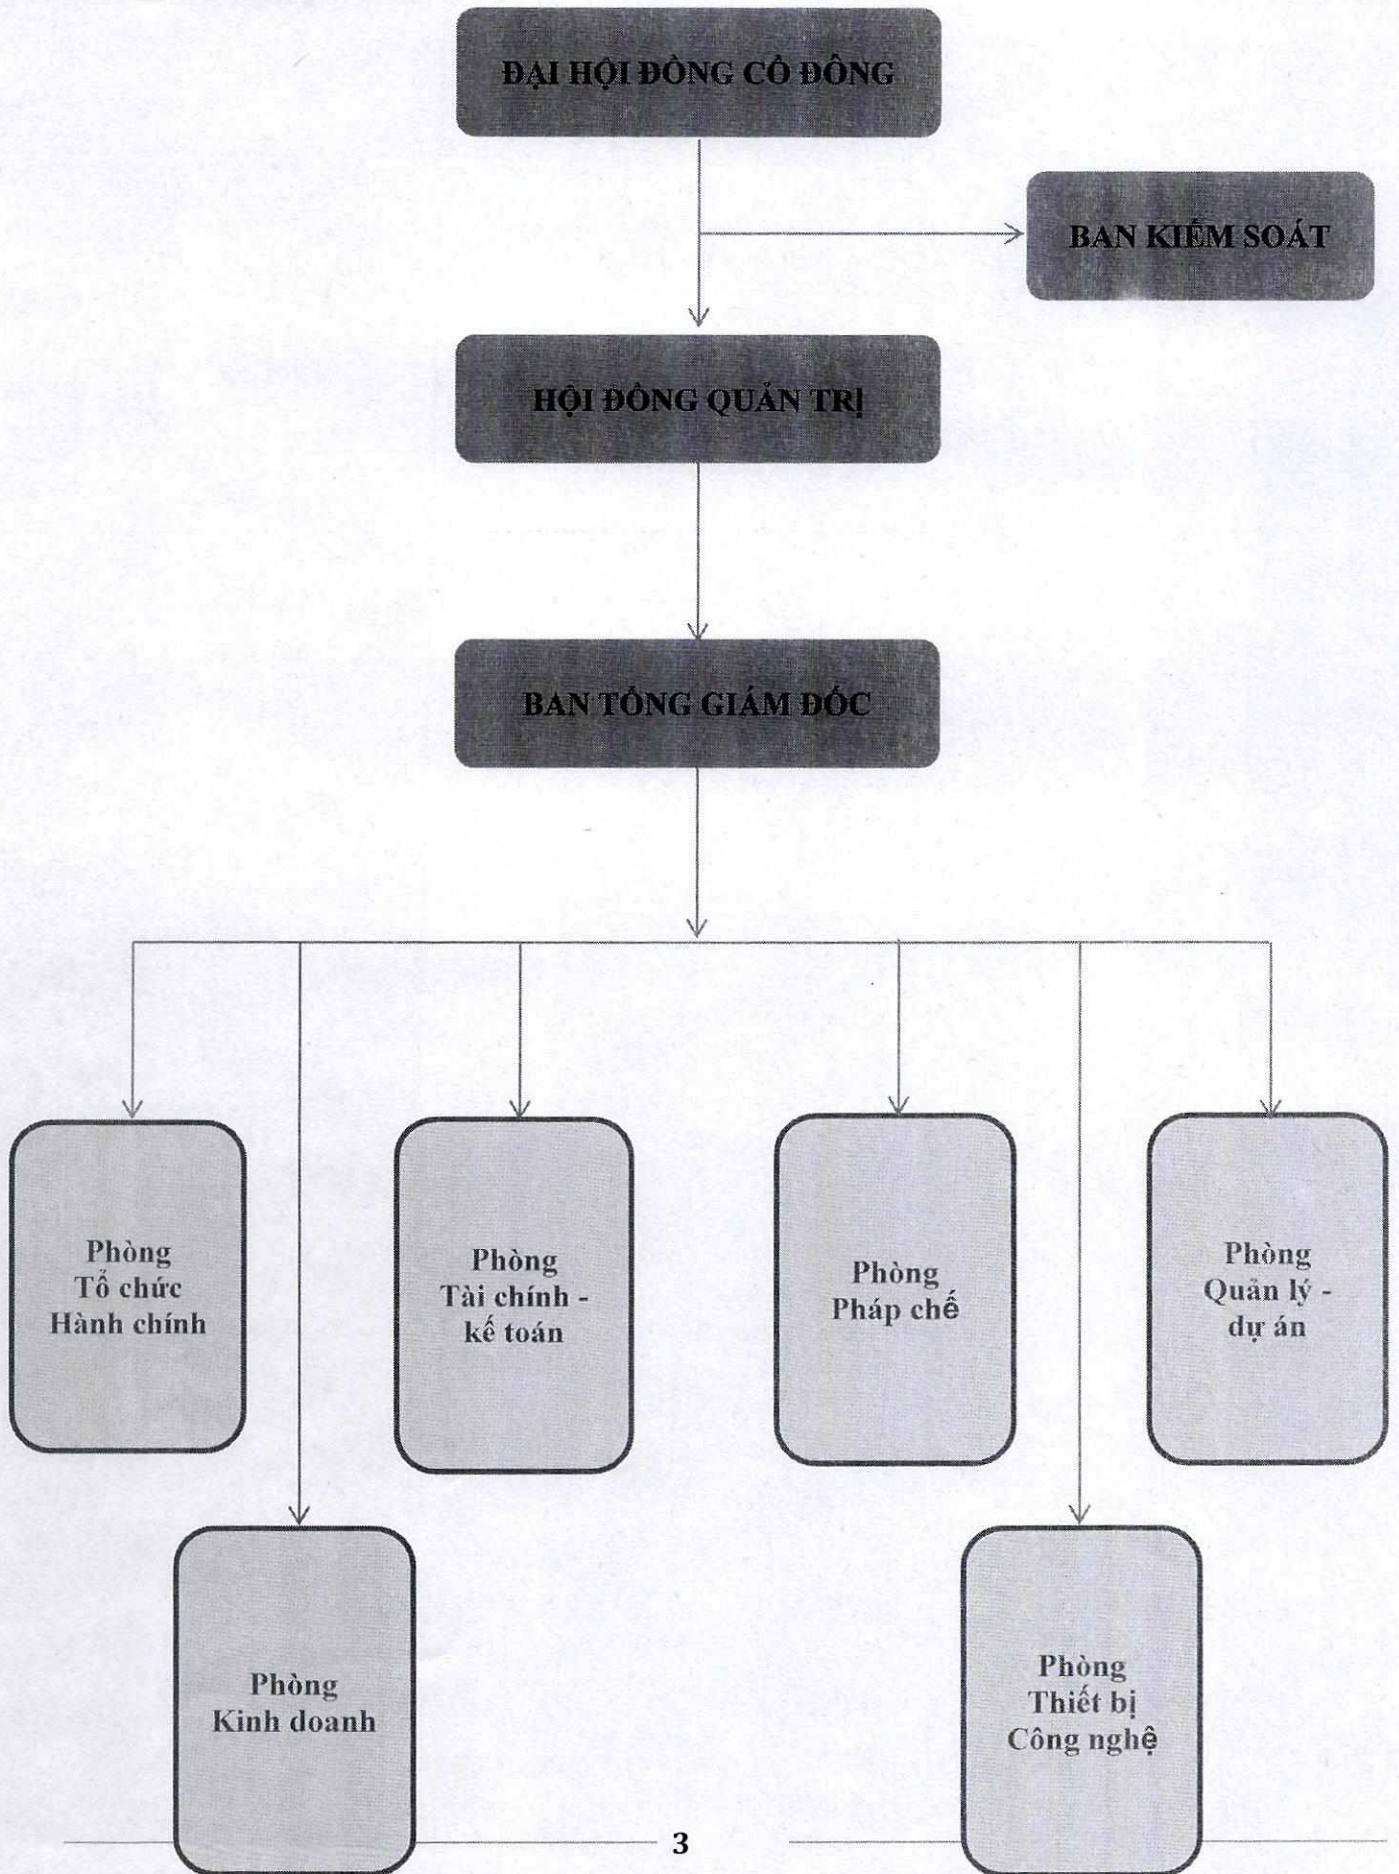 ĐẠI HỘI ĐỒNG CỔ ĐÔNG
BAN KIỂM SOÁT
HỘI ĐỒNG QUẢN TRỊ
BAN TỔNG GIÁM ĐỐC
Phòng
Tổ chức
Hành chính
Phòng
Tài chính -
kế toán
Phòng
Pháp chế
Phòng
Quản lý -
dự án
Phòng
Kinh doanh
Phòng
Thiết bị
Công nghệ
3